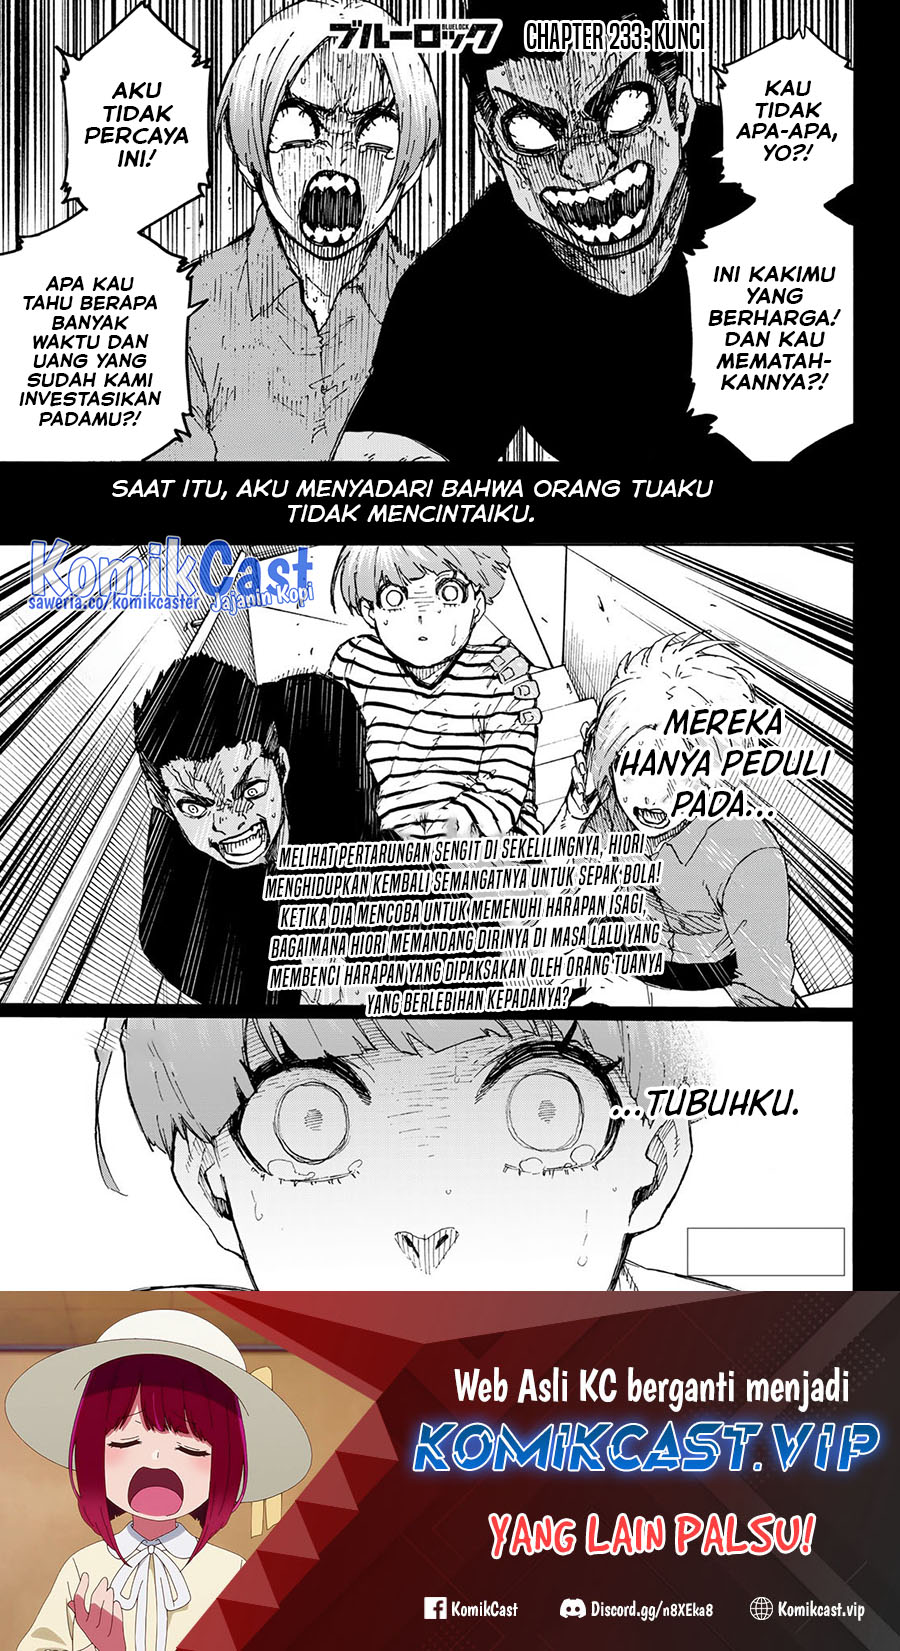 ブルーロック
BLUELOCK
CHAPTER 233: KUNCI
KAU
TIDAK
APA-APA,
YO?!
AKU
TIDAK
PERCAYA
INI!
INI KAKIMU
YANG
BERHARGA!
DAN KAU
MEMATAH-
KANNYA?!
APA KAU
TAHU BERAPA
BANYAK
WAKTU DAN
UANG YANG
SUDAH KAMI
INVESTASIKAN
PADAMU?!
SAAT ITU, AKU MENYADARI BAHWA ORANG TUAKU
TIDAK MENCINTAIKU.
KomikCast
saweria.co/komikcaster
Jajanin Kopi
MEREKA
HANYA PEDULI
PADA...
MELIHAT PERTARUNGAN SENGIT DI SEKELILINGNYA, HIORI
MENGHIDUPKAN KEMBALI SEMANGATNYA UNTUK SEPAK BOLA!
KETIKA DIA MENCOBA UNTUK MEMENUHI HARAPAN ISAGI,
BAGAIMANA HIORI MEMANDANG DIRINYA DI MASA LALU YANG
MEMBENCI HARAPAN YANG DIPAKSAKAN OLEH ORANG TUANYA
YANG BERLEBIHAN KEPADANYA?
...TUBUHKU.
Web Asli KC berganti menjadi
KOMIKCAST.VIP
YANG LAIN PALSU!
KomikCast
Discord.gg/n8XEka8
Komikcast.vip